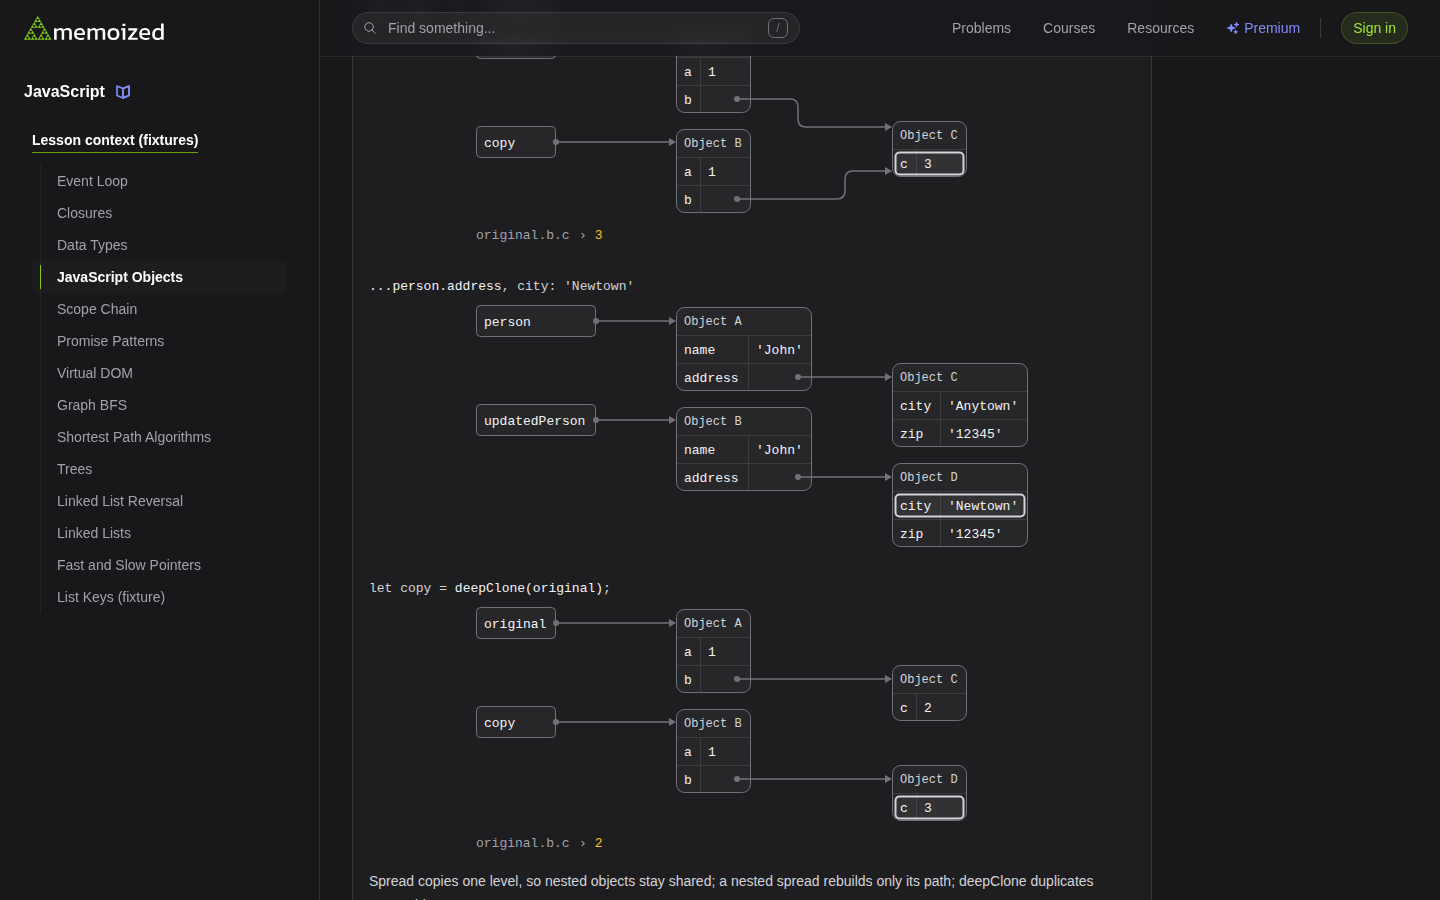 memoized
Find something...
/
Problems
Courses
Resources
Premium
Sign in
JavaScript
Lesson context (fixtures)
Event Loop
Closures
Data Types
JavaScript Objects
Scope Chain
Promise Patterns
Virtual DOM
Graph BFS
Shortest Path Algorithms
Trees
Linked List Reversal
Linked Lists
Fast and Slow Pointers
List Keys (fixture)
a 1
b
copy
Object B
a 1
b
Object C
c 3
original.b.c › 3
...person.address, city: 'Newtown'
person
Object A
name 'John'
address
Object C
city 'Anytown'
zip '12345'
updatedPerson
Object B
name 'John'
address
Object D
city 'Newtown'
zip '12345'
let copy = deepClone(original);
original
Object A
a 1
b
Object C
c 2
copy
Object B
a 1
b
Object D
c 3
original.b.c › 2
Spread copies one level, so nested objects stay shared; a nested spread rebuilds only its path; deepClone duplicates